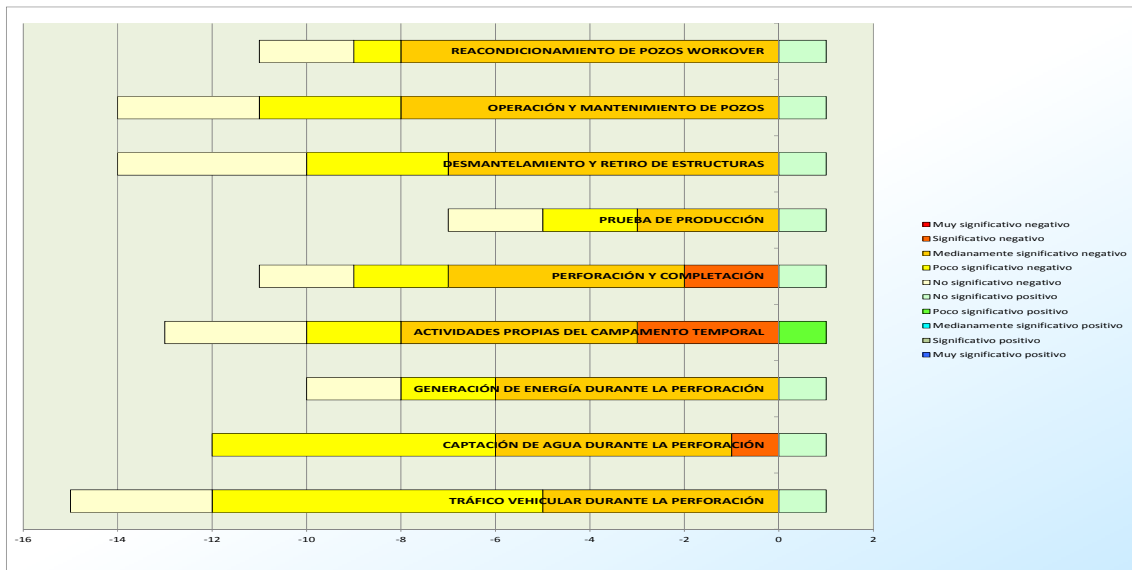 REACONDICIONAMIENTO DE POZOS WORKOVER
OPERACIÓN Y MANTENIMIENTO DE POZOS
DESMANTELAMIENTO Y RETIRO DE ESTRUCTURAS
PRUEBA DE PRODUCCIÓN
PERFORACIÓN Y COMPLETACIÓN
ACTIVIDADES PROPIAS DEL CAMPAMENTO TEMPORAL
GENERACIÓN DE ENERGÍA DURANTE LA PERFORACIÓN
CAPTACIÓN DE AGUA DURANTE LA PERFORACIÓN
TRÁFICO VEHICULAR DURANTE LA PERFORACIÓN
-16 -14 -12 -10 -8 -6 -4 -2 0 2
Muy significativo negativo
Significativo negativo
Medianamente significativo negativo
Poco significativo negativo
No significativo negativo
No significativo positivo
Poco significativo positivo
Medianamente significativo positivo
Significativo positivo
Muy significativo positivo